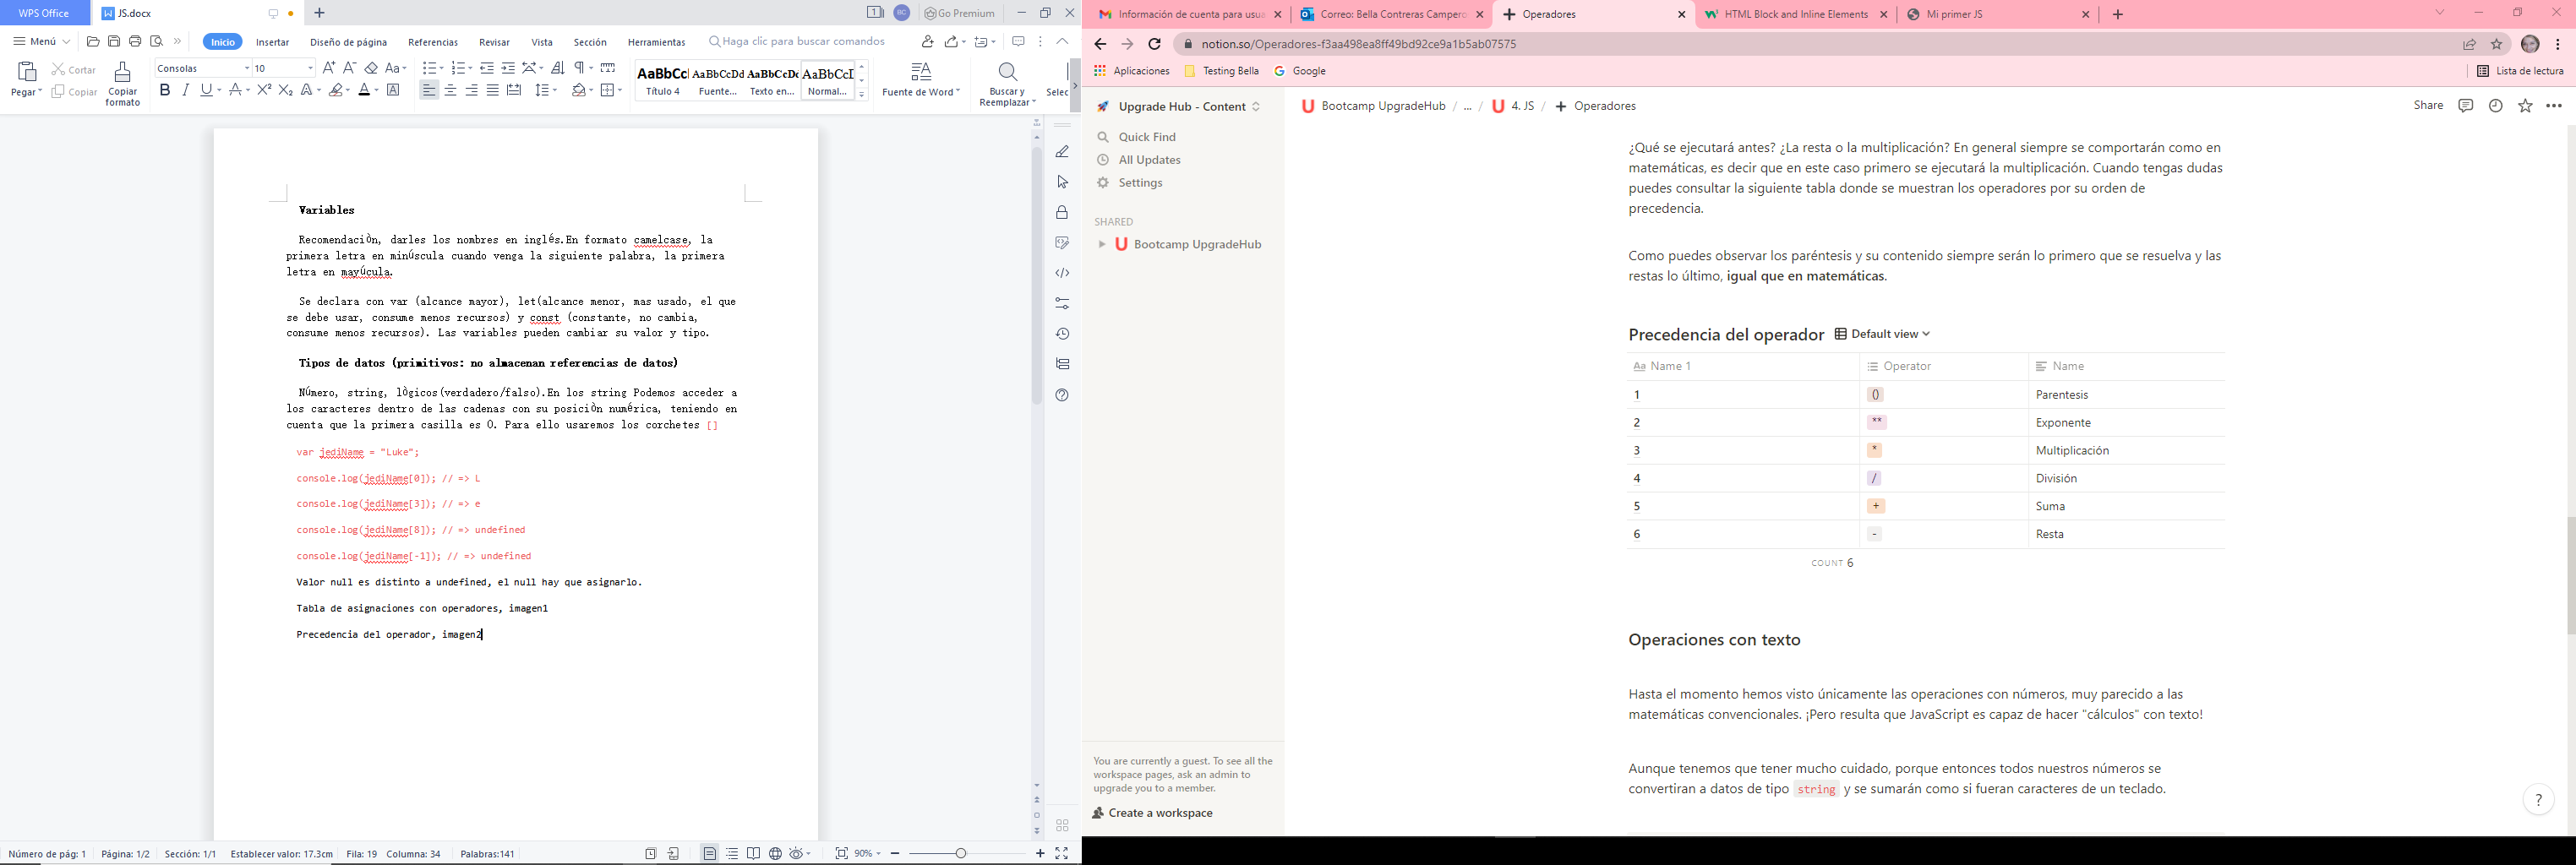 WPS Office
JS.docx
1
BC
Go Premium
Menú
Inicio
Insertar
Diseño de página
Referencias
Revisar
Vista
Sección
Herramientas
Haga clic para buscar comandos
Pegar
Cortar
Copiar
Copiar
formato
Consolas
10
AaBbCcI
Título 4
AaBbCcDd
Fuente...
AaBbCcDd
Texto en...
AaBbCcI
Normal...
Fuente de Word
Buscar y
Reemplazar
Selec
Variables
Recomendaciòn, darles los nombres en inglés.En formato camelcase, la
primera letra en minúscula cuando venga la siguiente palabra, la primera
letra en mayúcula.
Se declara con var (alcance mayor), let(alcance menor, mas usado, el que
se debe usar, consume menos recursos) y const (constante, no cambia,
consume menos recursos). Las variables pueden cambiar su valor y tipo.
Tipos de datos (primitivos: no almacenan referencias de datos)
Número, string, lògicos(verdadero/falso).En los string Podemos acceder a
los caracteres dentro de las cadenas con su posiciòn numérica, teniendo en
cuenta que la primera casilla es 0. Para ello usaremos los corchetes []
var jediName = "Luke";
console.log(jediName[0]); // => L
console.log(jediName[3]); // => e
console.log(jediName[8]); // => undefined
console.log(jediName[-1]); // => undefined
Valor null es distinto a undefined, el null hay que asignarlo.
Tabla de asignaciones con operadores, imagen1
Precedencia del operador, imagen2
Número de pág: 1
Página: 1/2
Sección: 1/1
Establecer valor: 17.3cm
Fila: 19
Columna: 34
Palabras:141
90%
Información de cuenta para usua
Correo: Bella Contreras Campero
Operadores
HTML Block and Inline Elements
Mi primer JS
notion.so/Operadores-f3aa498ea8ff49bd92ce9a1b5ab07575
Aplicaciones
Testing Bella
Google
Lista de lectura
Upgrade Hub - Content
Quick Find
All Updates
Settings
SHARED
Bootcamp UpgradeHub
You are currently a guest. To see all the
workspace pages, ask an admin to
upgrade you to a member.
Create a workspace
Bootcamp UpgradeHub / ... / 4. JS / Operadores
Share
¿Qué se ejecutará antes? ¿La resta o la multiplicación? En general siempre se comportarán como en
matemáticas, es decir que en este caso primero se ejecutará la multiplicación. Cuando tengas dudas
puedes consultar la siguiente tabla donde se muestran los operadores por su orden de
precedencia.
Como puedes observar los paréntesis y su contenido siempre serán lo primero que se resuelva y las
restas lo último, igual que en matemáticas.
Precedencia del operador
Default view
Name 1 Operator Name
1 () Parentesis
2 ** Exponente
3 * Multiplicación
4 / División
5 + Suma
6 - Resta
COUNT 6
Operaciones con texto
Hasta el momento hemos visto únicamente las operaciones con números, muy parecido a las
matemáticas convencionales. ¡Pero resulta que JavaScript es capaz de hacer "cálculos" con texto!
Aunque tenemos que tener mucho cuidado, porque entonces todos nuestros números se
convertiran a datos de tipo string y se sumarán como si fueran caracteres de un teclado.
?